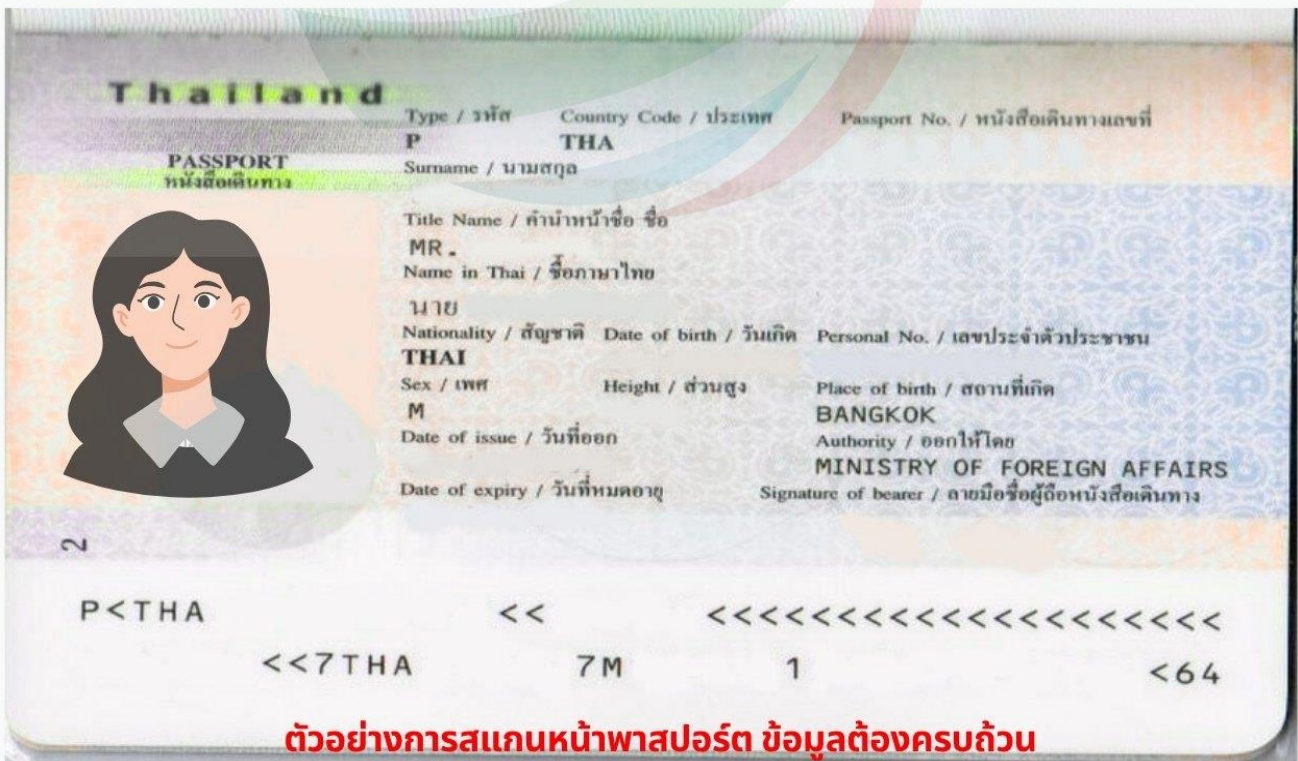 Thailand
PASSPORT
หนังสือเดินทาง
Type / รหัส Country Code / ประเทศ Passport No. / หนังสือเดินทางเลขที่
P THA
Surname / นามสกุล
Title Name / คำนำหน้าชื่อ ชื่อ
MR.
Name in Thai / ชื่อภาษาไทย
นาย
Nationality / สัญชาติ Date of birth / วันเกิด Personal No. / เลขประจำตัวประชาชน
THAI
Sex / เพศ Height / ส่วนสูง Place of birth / สถานที่เกิด
M BANGKOK
Date of issue / วันที่ออก Authority / ออกให้โดย
MINISTRY OF FOREIGN AFFAIRS
Date of expiry / วันที่หมดอายุ Signature of bearer / ลายมือชื่อผู้ถือหนังสือเดินทาง
2
P<THA << <<<<<<<<<<<<<<<<<<<<
<<7THA 7M 1 <64
ตัวอย่างการสแกนหน้าพาสปอร์ต ข้อมูลต้องครบถ้วน